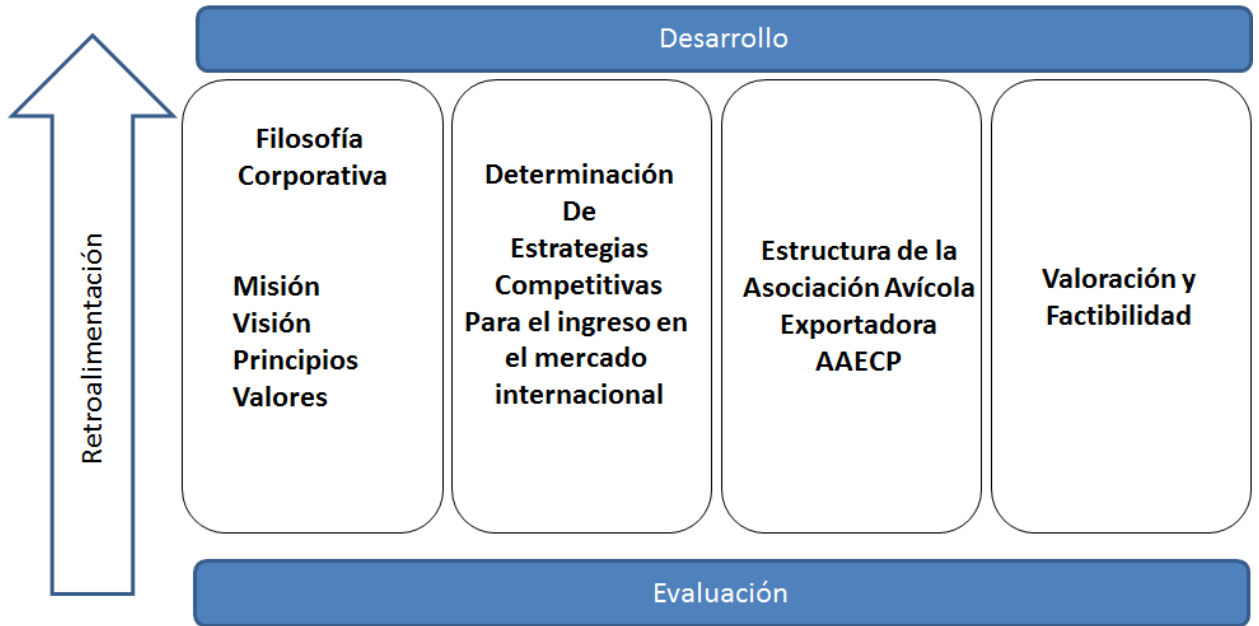 Desarrollo
Retroalimentación
Filosofía
Corporativa
Misión
Visión
Principios
Valores
Determinación
De
Estrategias
Competitivas
Para el ingreso en
el mercado
internacional
Estructura de la
Asociación Avícola
Exportadora
AAECP
Valoración y
Factibilidad
Evaluación